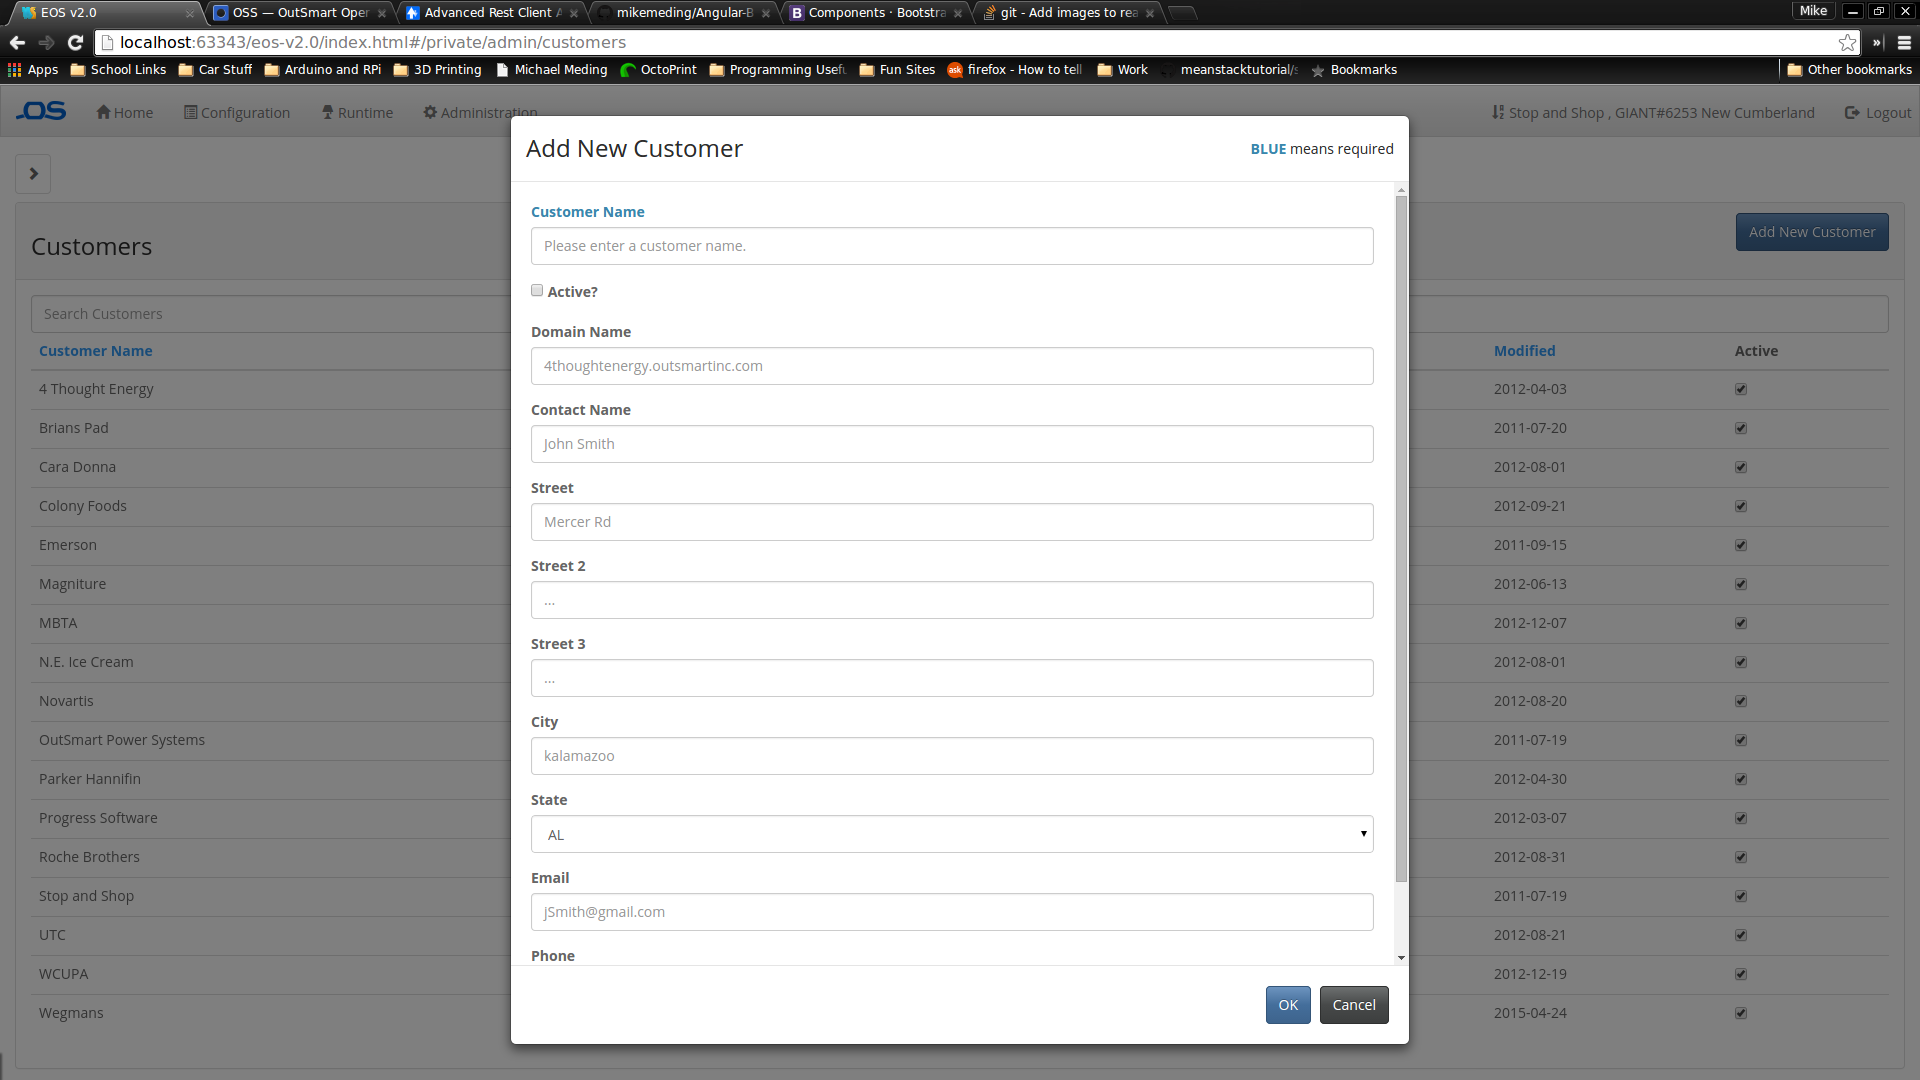 EOS v2.0
OSS — OutSmart Oper
Advanced Rest Client A
mikemeding/Angular-B
Components · Bootstra
git - Add images to rea
Mike
localhost:63343/eos-v2.0/index.html#/private/admin/customers
Apps
School Links
Car Stuff
Arduino and RPi
3D Printing
Michael Meding
OctoPrint
Programming Usefu
Fun Sites
ask
firefox - How to tell
Work
meanstacktutorial/s
Bookmarks
Other bookmarks
OS
Home
Configuration
Runtime
Administration
Stop and Shop , GIANT#6253 New Cumberland
Logout
Add New Customer
BLUE means required
Customers
Add New Customer
Search Customers
Customer Name
Modified
Active
4 Thought Energy
2012-04-03
Brians Pad
2011-07-20
Cara Donna
2012-08-01
Colony Foods
2012-09-21
Emerson
2011-09-15
Magniture
2012-06-13
MBTA
2012-12-07
N.E. Ice Cream
2012-08-01
Novartis
2012-08-20
OutSmart Power Systems
2011-07-19
Parker Hannifin
2012-04-30
Progress Software
2012-03-07
Roche Brothers
2012-08-31
Stop and Shop
2011-07-19
UTC
2012-08-21
WCUPA
2012-12-19
Wegmans
2015-04-24
Customer Name
Please enter a customer name.
Active?
Domain Name
4thoughtenergy.outsmartinc.com
Contact Name
John Smith
Street
Mercer Rd
Street 2
...
Street 3
...
City
kalamazoo
State
AL
Email
jSmith@gmail.com
Phone
OK
Cancel